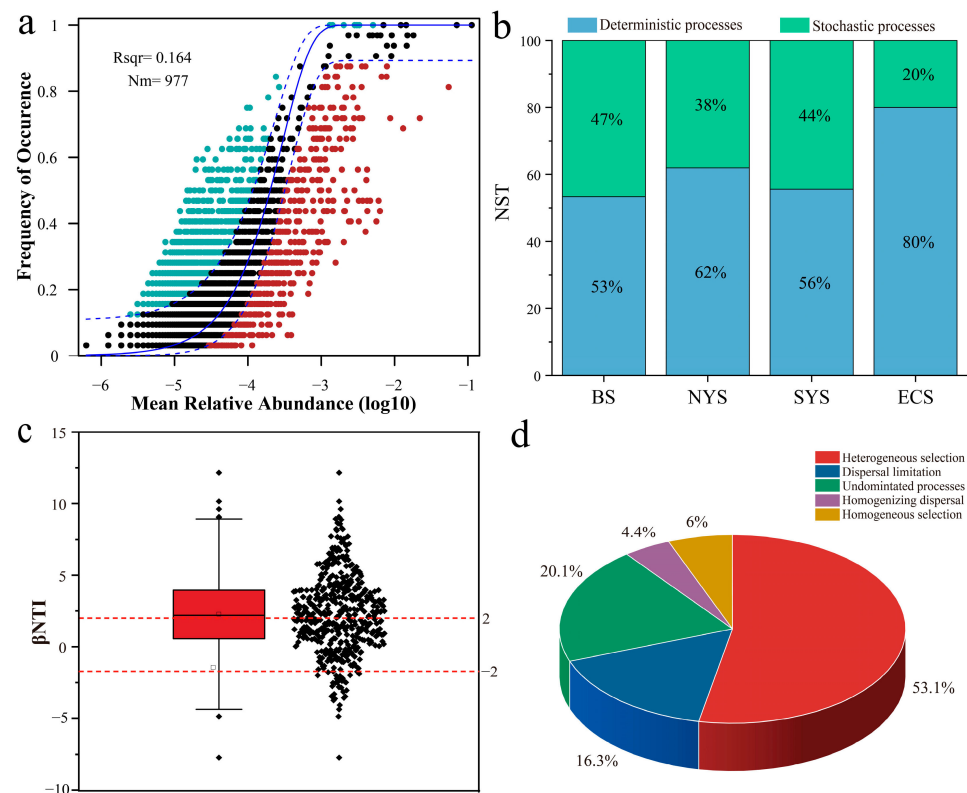 a
Rsqr= 0.164
Nm= 977
Frequency of Occurence
1
0.8
0.6
0.4
0.2
0
−6 −5 −4 −3 −2 −1
Mean Relative Abundance (log10)
b
Deterministic processes
Stochastic processes
NST
100
80
60
40
20
0
47%
38%
44%
20%
53%
62%
56%
80%
BS NYS SYS ECS
c
βNTI
15
10
5
0
−5
−10
2
−2
d
Heterogeneous selection
Dispersal limitation
Undomintated processes
Homogenizing dispersal
Homogeneous selection
6%
4.4%
20.1%
16.3%
53.1%